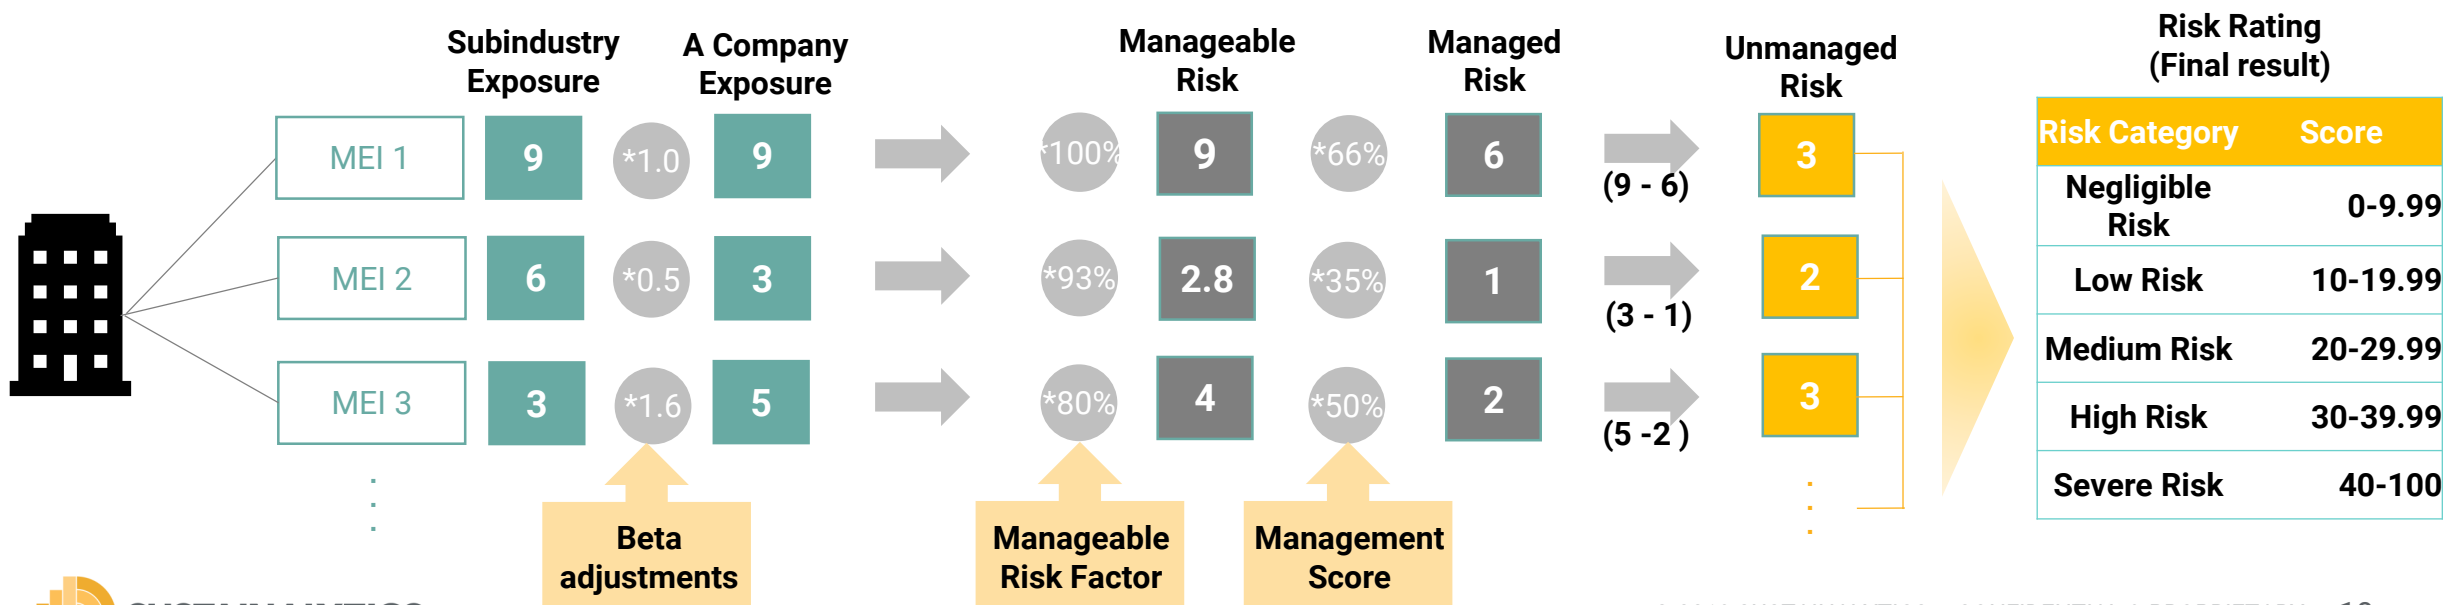 Subindustry
Exposure
A Company
Exposure
Manageable
Risk
Managed
Risk
Unmanaged
Risk
Risk Rating
(Final result)
MEI 1
9
*1.0
9
*100%
9
*66%
6
(9 - 6)
3
MEI 2
6
*0.5
3
*93%
2.8
*35%
1
(3 - 1)
2
MEI 3
3
*1.6
5
*80%
4
*50%
2
(5 -2 )
3
Risk Category Score
Negligible
Risk
0-9.99
Low Risk 10-19.99
Medium Risk 20-29.99
High Risk 30-39.99
Severe Risk 40-100
Beta
adjustments
Manageable
Risk Factor
Management
Score